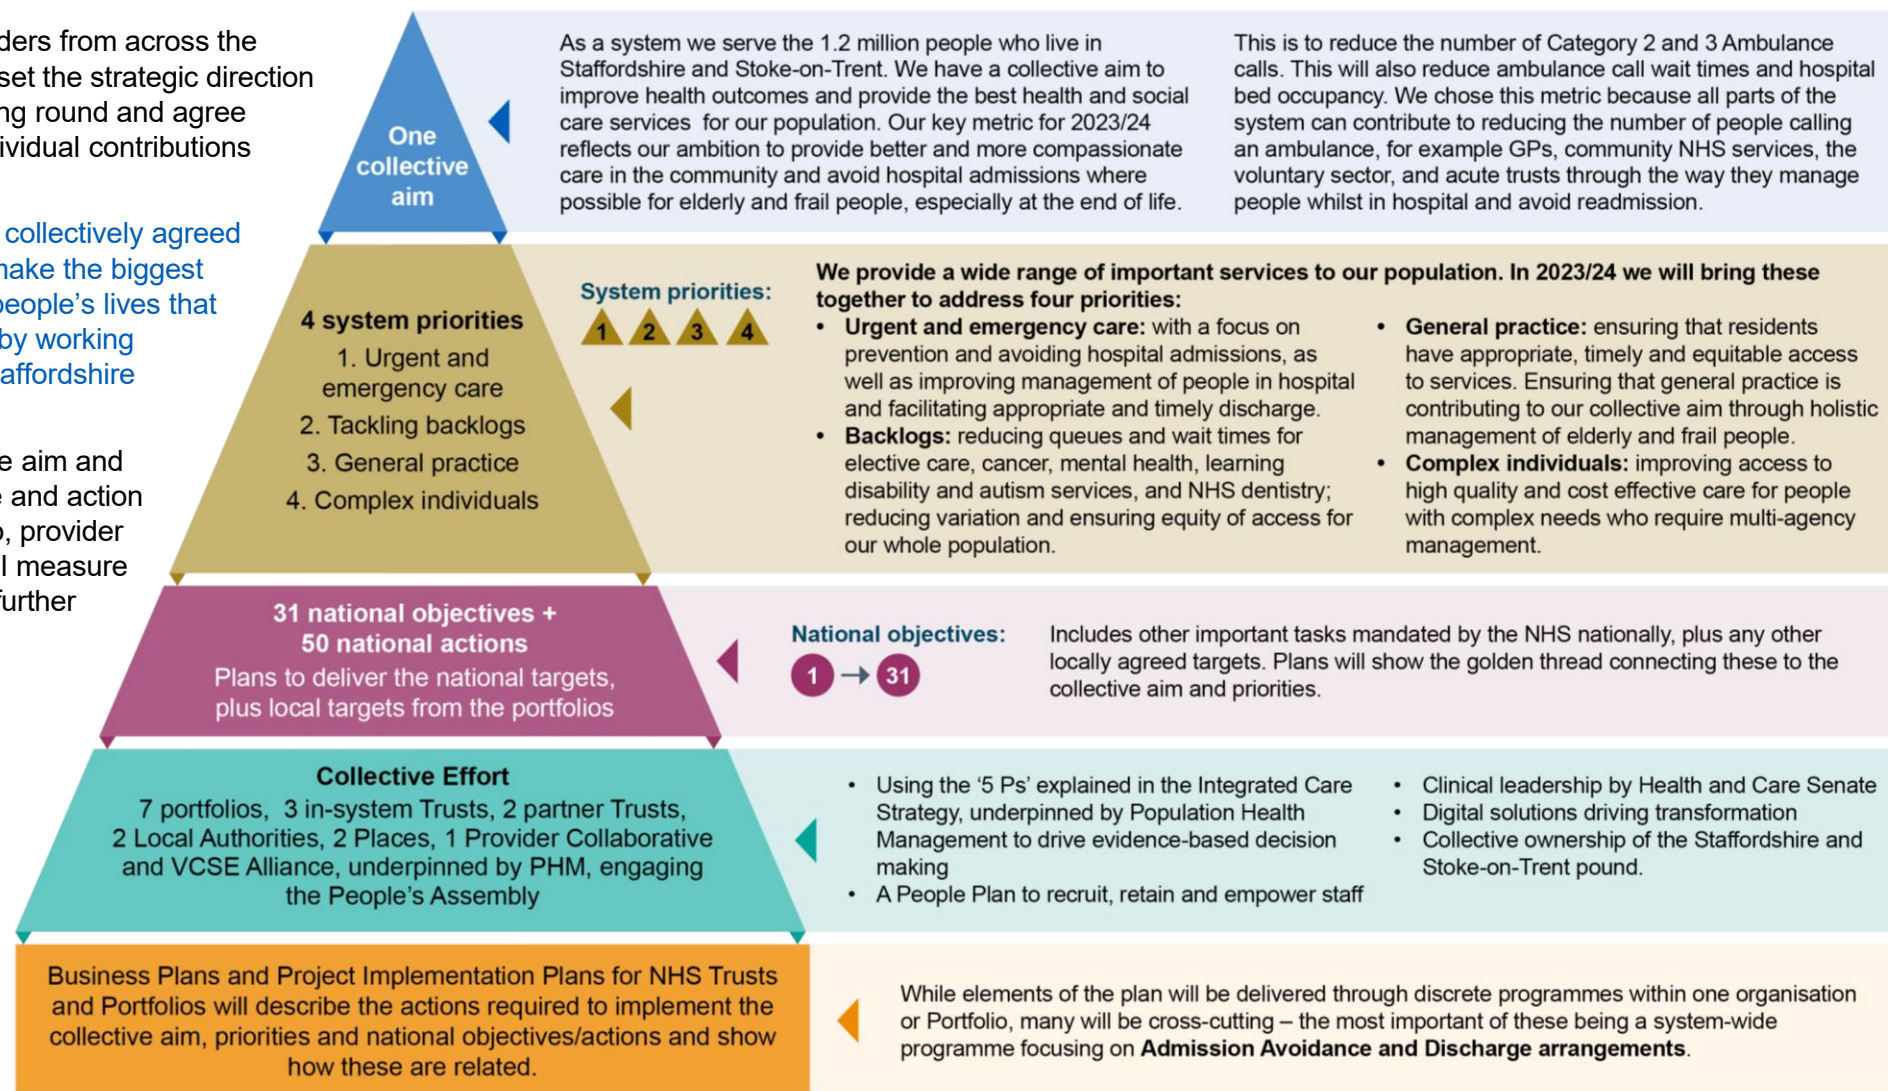 ders from across the
set the strategic direction
ng round and agree
ividual contributions
collectively agreed
make the biggest
people's lives that
by working
affordshire
e aim and
e and action
o, provider
l measure
further
One
collective
aim
As a system we serve the 1.2 million people who live in
Staffordshire and Stoke-on-Trent. We have a collective aim to
improve health outcomes and provide the best health and social
care services for our population. Our key metric for 2023/24
reflects our ambition to provide better and more compassionate
care in the community and avoid hospital admissions where
possible for elderly and frail people, especially at the end of life.
This is to reduce the number of Category 2 and 3 Ambulance
calls. This will also reduce ambulance call wait times and hospital
bed occupancy. We chose this metric because all parts of the
system can contribute to reducing the number of people calling
an ambulance, for example GPs, community NHS services, the
voluntary sector, and acute trusts through the way they manage
people whilst in hospital and avoid readmission.
4 system priorities
1. Urgent and
emergency care
2. Tackling backlogs
3. General practice
4. Complex individuals
System priorities:
1 2 3 4
We provide a wide range of important services to our population. In 2023/24 we will bring these
together to address four priorities:
• Urgent and emergency care: with a focus on
prevention and avoiding hospital admissions, as
well as improving management of people in hospital
and facilitating appropriate and timely discharge.
• Backlogs: reducing queues and wait times for
elective care, cancer, mental health, learning
disability and autism services, and NHS dentistry;
reducing variation and ensuring equity of access for
our whole population.
• General practice: ensuring that residents
have appropriate, timely and equitable access
to services. Ensuring that general practice is
contributing to our collective aim through holistic
management of elderly and frail people.
• Complex individuals: improving access to
high quality and cost effective care for people
with complex needs who require multi-agency
management.
31 national objectives +
50 national actions
Plans to deliver the national targets,
plus local targets from the portfolios
National objectives:
1 → 31
Includes other important tasks mandated by the NHS nationally, plus any other
locally agreed targets. Plans will show the golden thread connecting these to the
collective aim and priorities.
Collective Effort
7 portfolios, 3 in-system Trusts, 2 partner Trusts,
2 Local Authorities, 2 Places, 1 Provider Collaborative
and VCSE Alliance, underpinned by PHM, engaging
the People's Assembly
• Using the '5 Ps' explained in the Integrated Care
Strategy, underpinned by Population Health
Management to drive evidence-based decision
making
• A People Plan to recruit, retain and empower staff
• Clinical leadership by Health and Care Senate
• Digital solutions driving transformation
• Collective ownership of the Staffordshire and
Stoke-on-Trent pound.
Business Plans and Project Implementation Plans for NHS Trusts
and Portfolios will describe the actions required to implement the
collective aim, priorities and national objectives/actions and show
how these are related.
While elements of the plan will be delivered through discrete programmes within one organisation
or Portfolio, many will be cross-cutting – the most important of these being a system-wide
programme focusing on Admission Avoidance and Discharge arrangements.